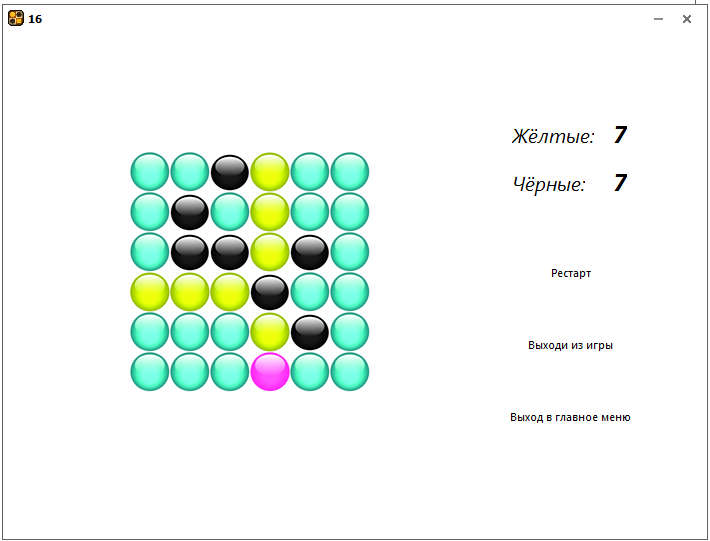 16
Жёлтые: 7
Чёрные: 7
Рестарт
Выходи из игры
Выход в главное меню